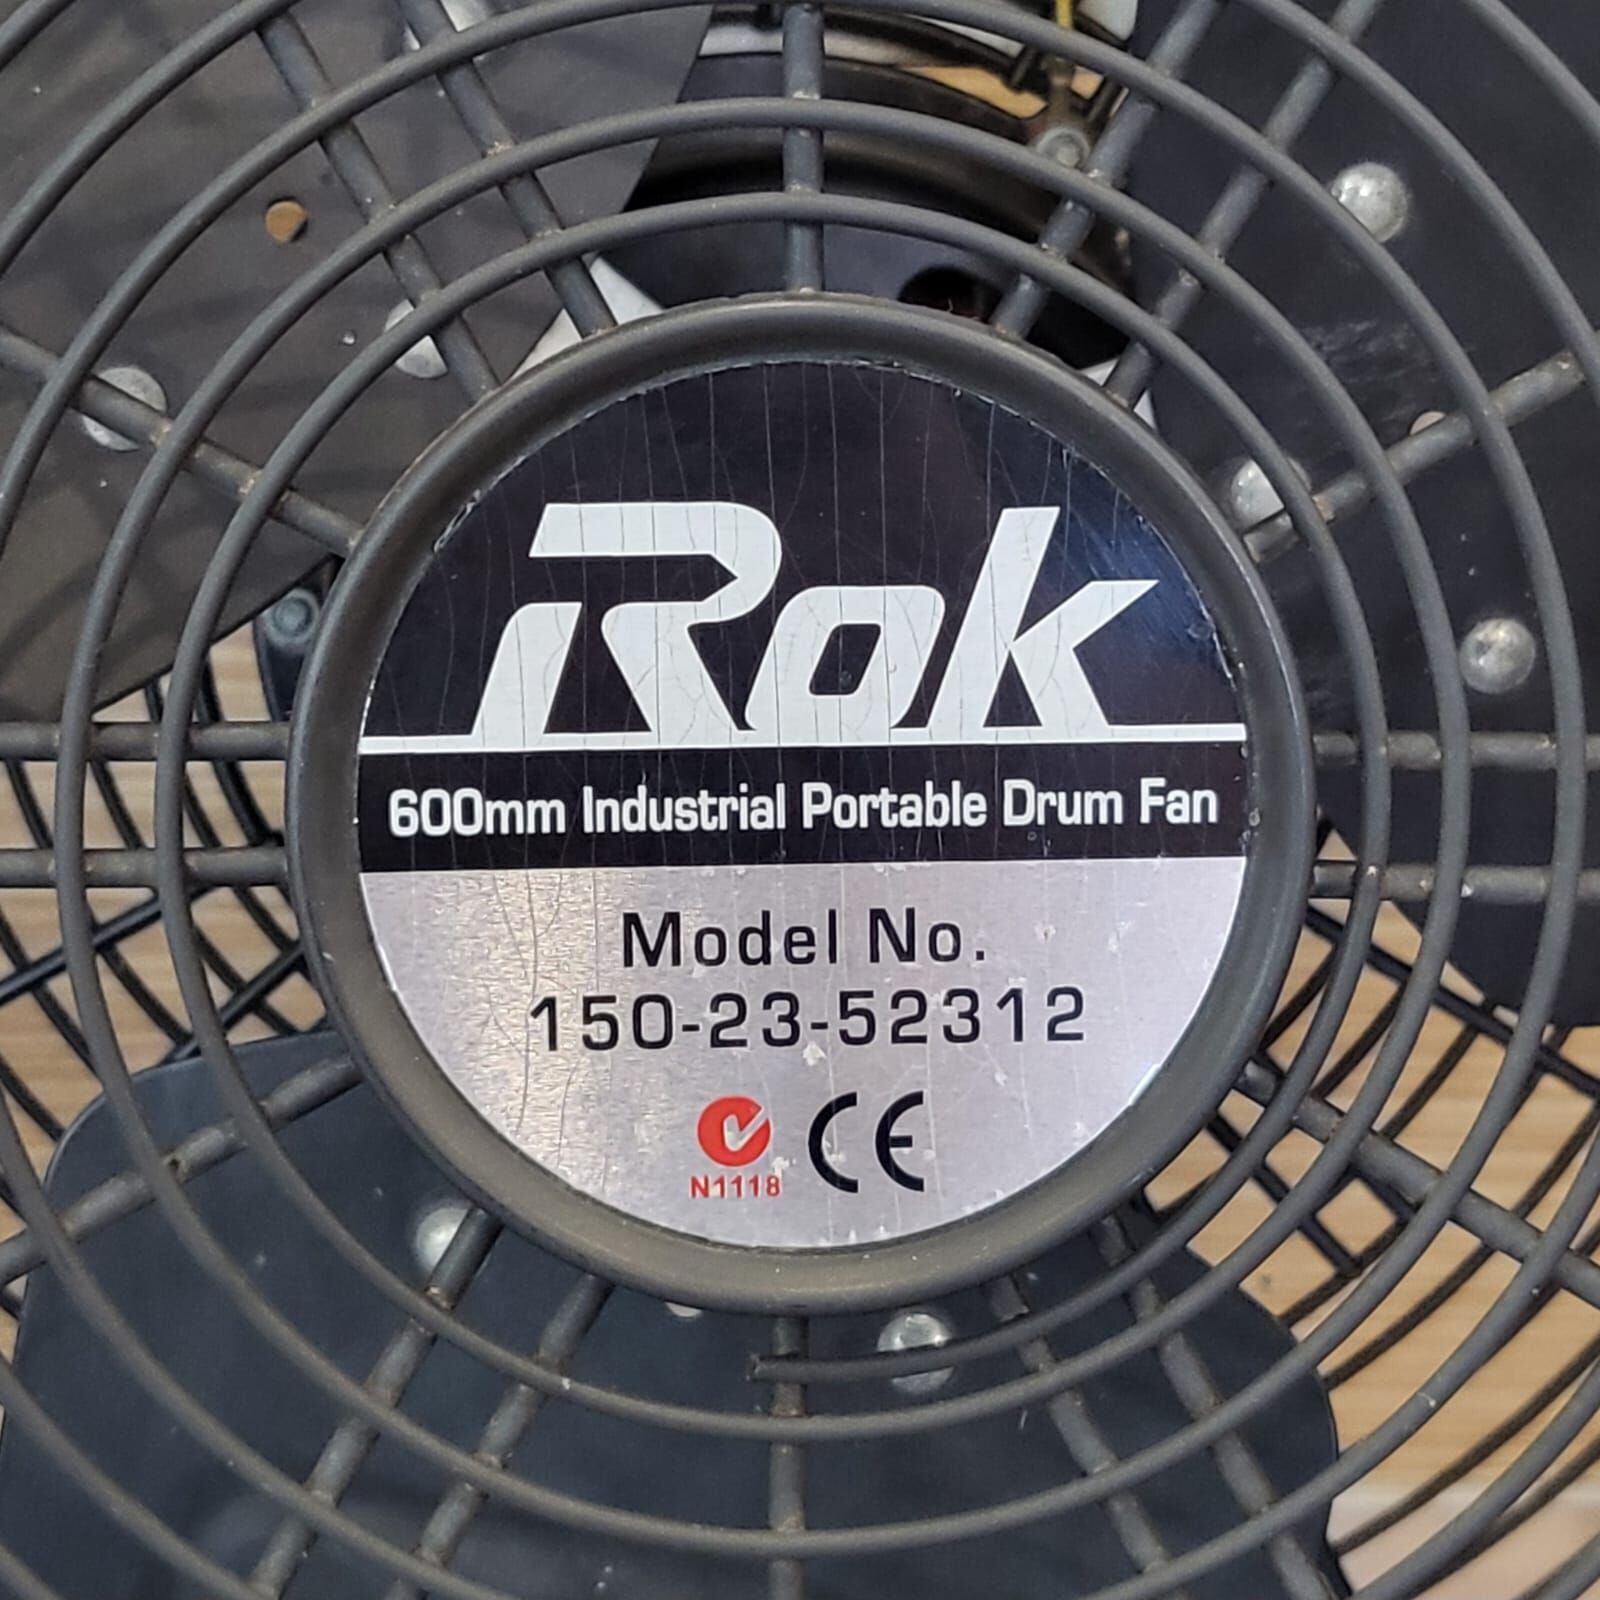 Rok
600mm Industrial Portable Drum Fan
Model No.
150-23-52312
N1118
CE